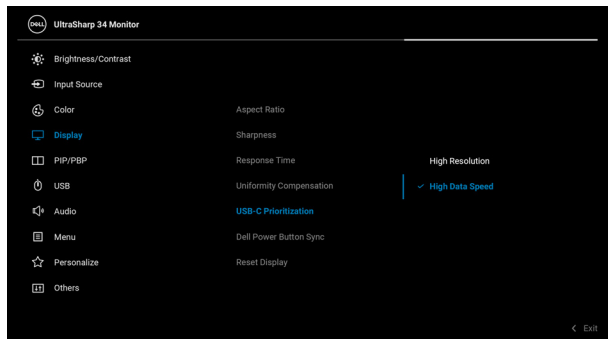 DELL
UltraSharp 34 Monitor
Brightness/Contrast
Input Source
Color
Display
PIP/PBP
USB
Audio
Menu
Personalize
Others
Aspect Ratio
Sharpness
Response Time
Uniformity Compensation
USB-C Prioritization
Dell Power Button Sync
Reset Display
High Resolution
High Data Speed
Exit